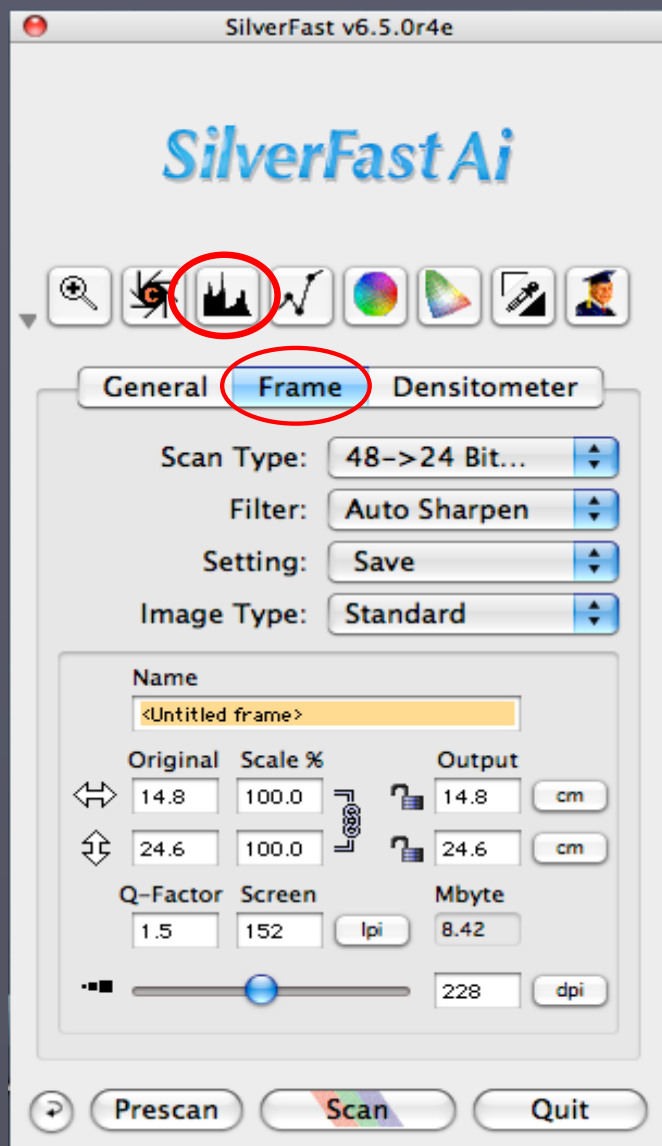 SilverFast v6.5.0r4e
SilverFast Ai
C
General Frame Densitometer
Scan Type: 48->24 Bit...
Filter: Auto Sharpen
Setting: Save
Image Type: Standard
Name
<Untitled frame>
Original Scale % Output
14.8 100.0 14.8 cm
24.6 100.0 24.6 cm
Q-Factor Screen Mbyte
1.5 152 lpi 8.42
228 dpi
Prescan Scan Quit